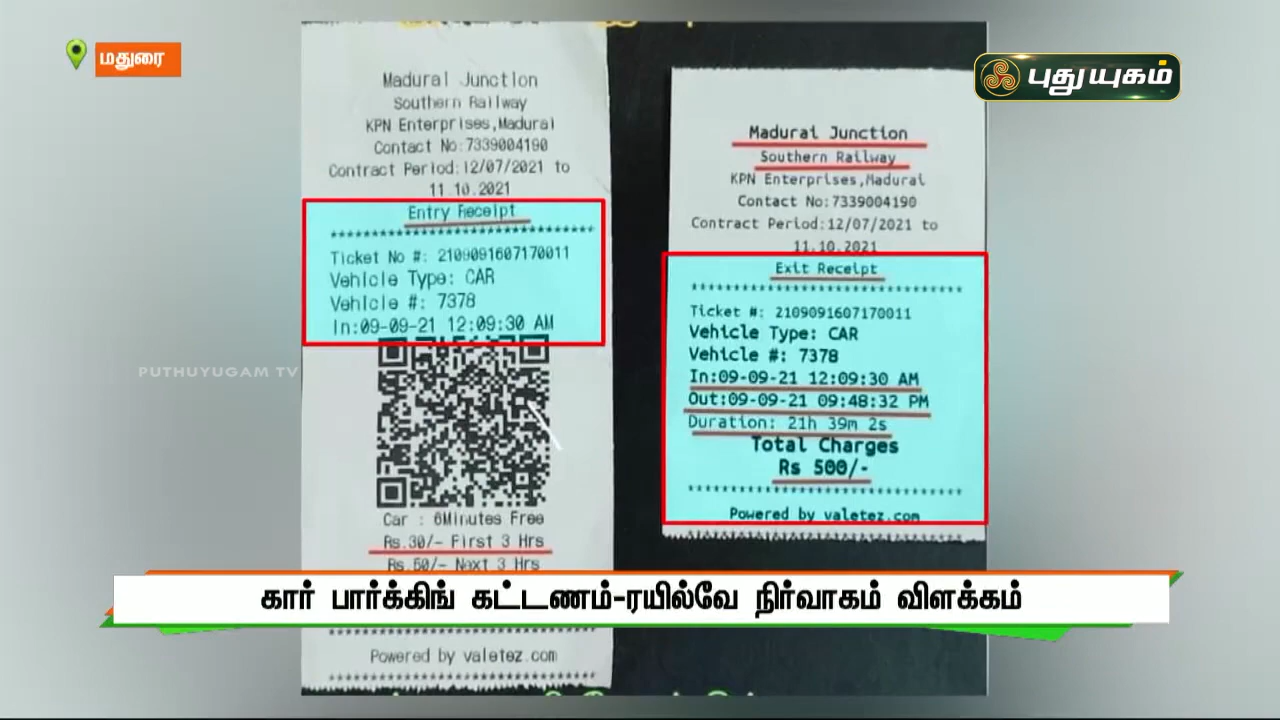 மதுரை
புதுயுகம்
Madurai Junction
Southern Railway
KPN Enterprises,Madurai
Contact No:7339004190
Contract Period:12/07/2021 to
11.10.2021
Entry Receipt
Ticket No #: 2109091607170011
Vehicle Type: CAR
Vehicle #: 7378
In:09-09-21 12:09:30 AM
Car : 6Minutes Free
Rs.30/- First 3 Hrs
Rs.50/- Next 3 Hrs
Powered by valetez.com
Madurai Junction
Southern Railway
KPN Enterprises,Madurai
Contact No:7339004190
Contract Period:12/07/2021 to
11.10.2021
Exit Receipt
Ticket #: 2109091607170011
Vehicle Type: CAR
Vehicle #: 7378
In:09-09-21 12:09:30 AM
Out:09-09-21 09:48:32 PM
Duration: 21h 39m 2s
Total Charges
Rs 500/-
Powered by valetez.com
PUTHUYUGAM TV
கார் பார்க்கிங் கட்டணம்-ரயில்வே நிர்வாகம் விளக்கம்